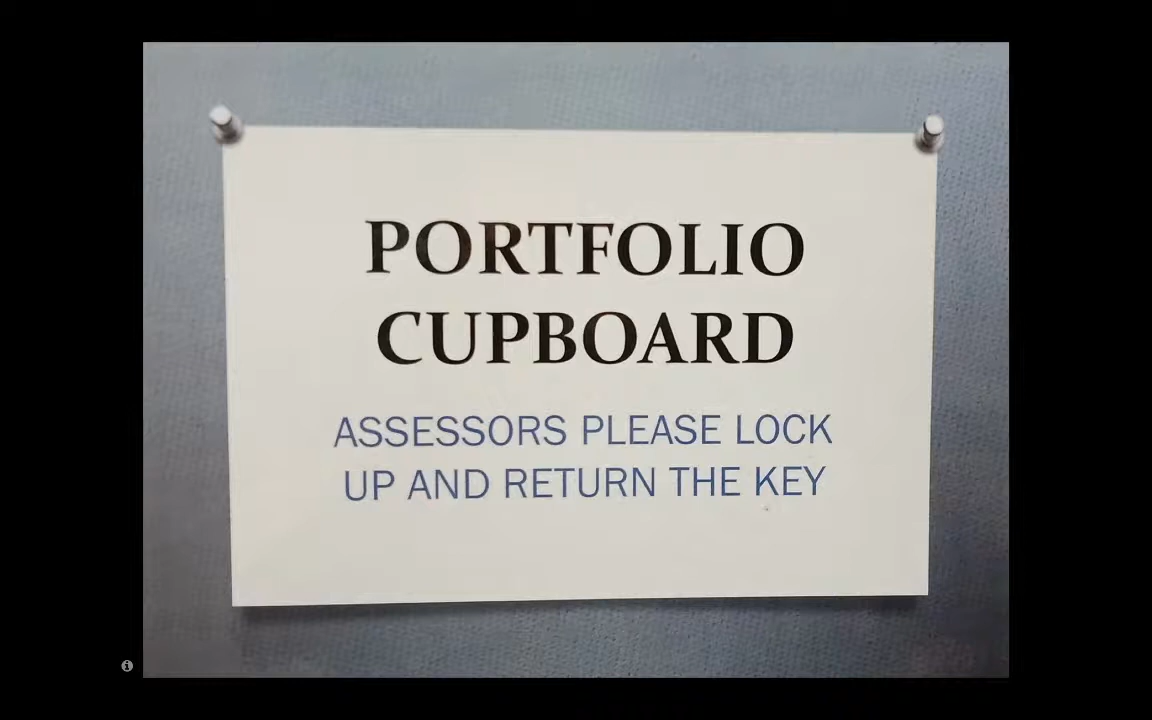 PORTFOLIO
CUPBOARD
ASSESSORS PLEASE LOCK
UP AND RETURN THE KEY